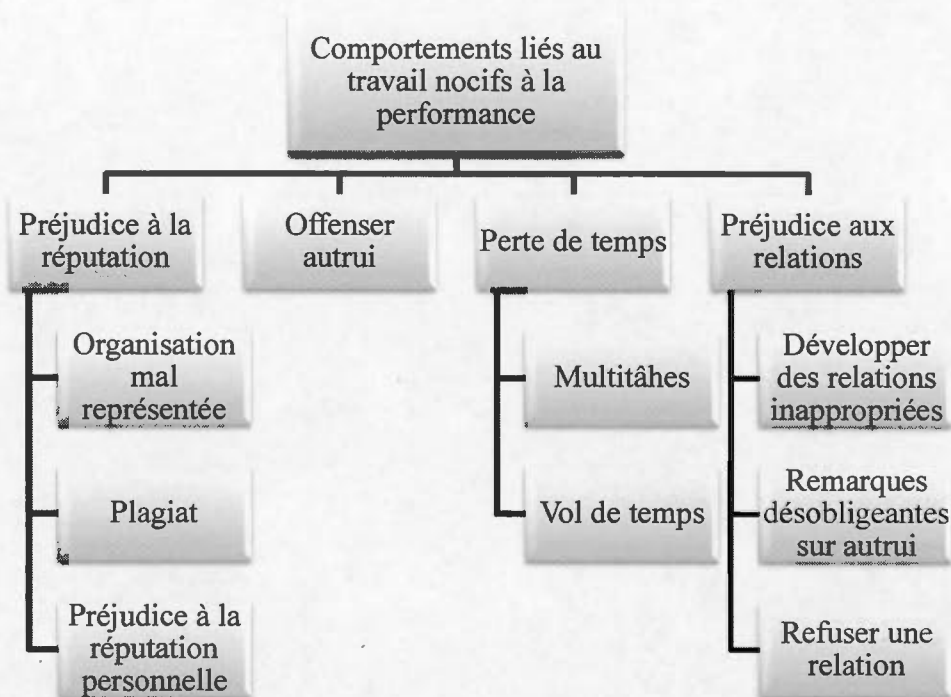 Comportements liés au
travail nocifs à la
performance
Préjudice à la
réputation
Offenser
autrui
Perte de temps
Préjudice aux
relations
Organisation
mal
représentée
Plagiat
Préjudice à la
réputation
personnelle
Multitâhes
Vol de temps
Développer
des relations
inappropriées
Remarques
désobligeantes
sur autrui
Refuser une
relation